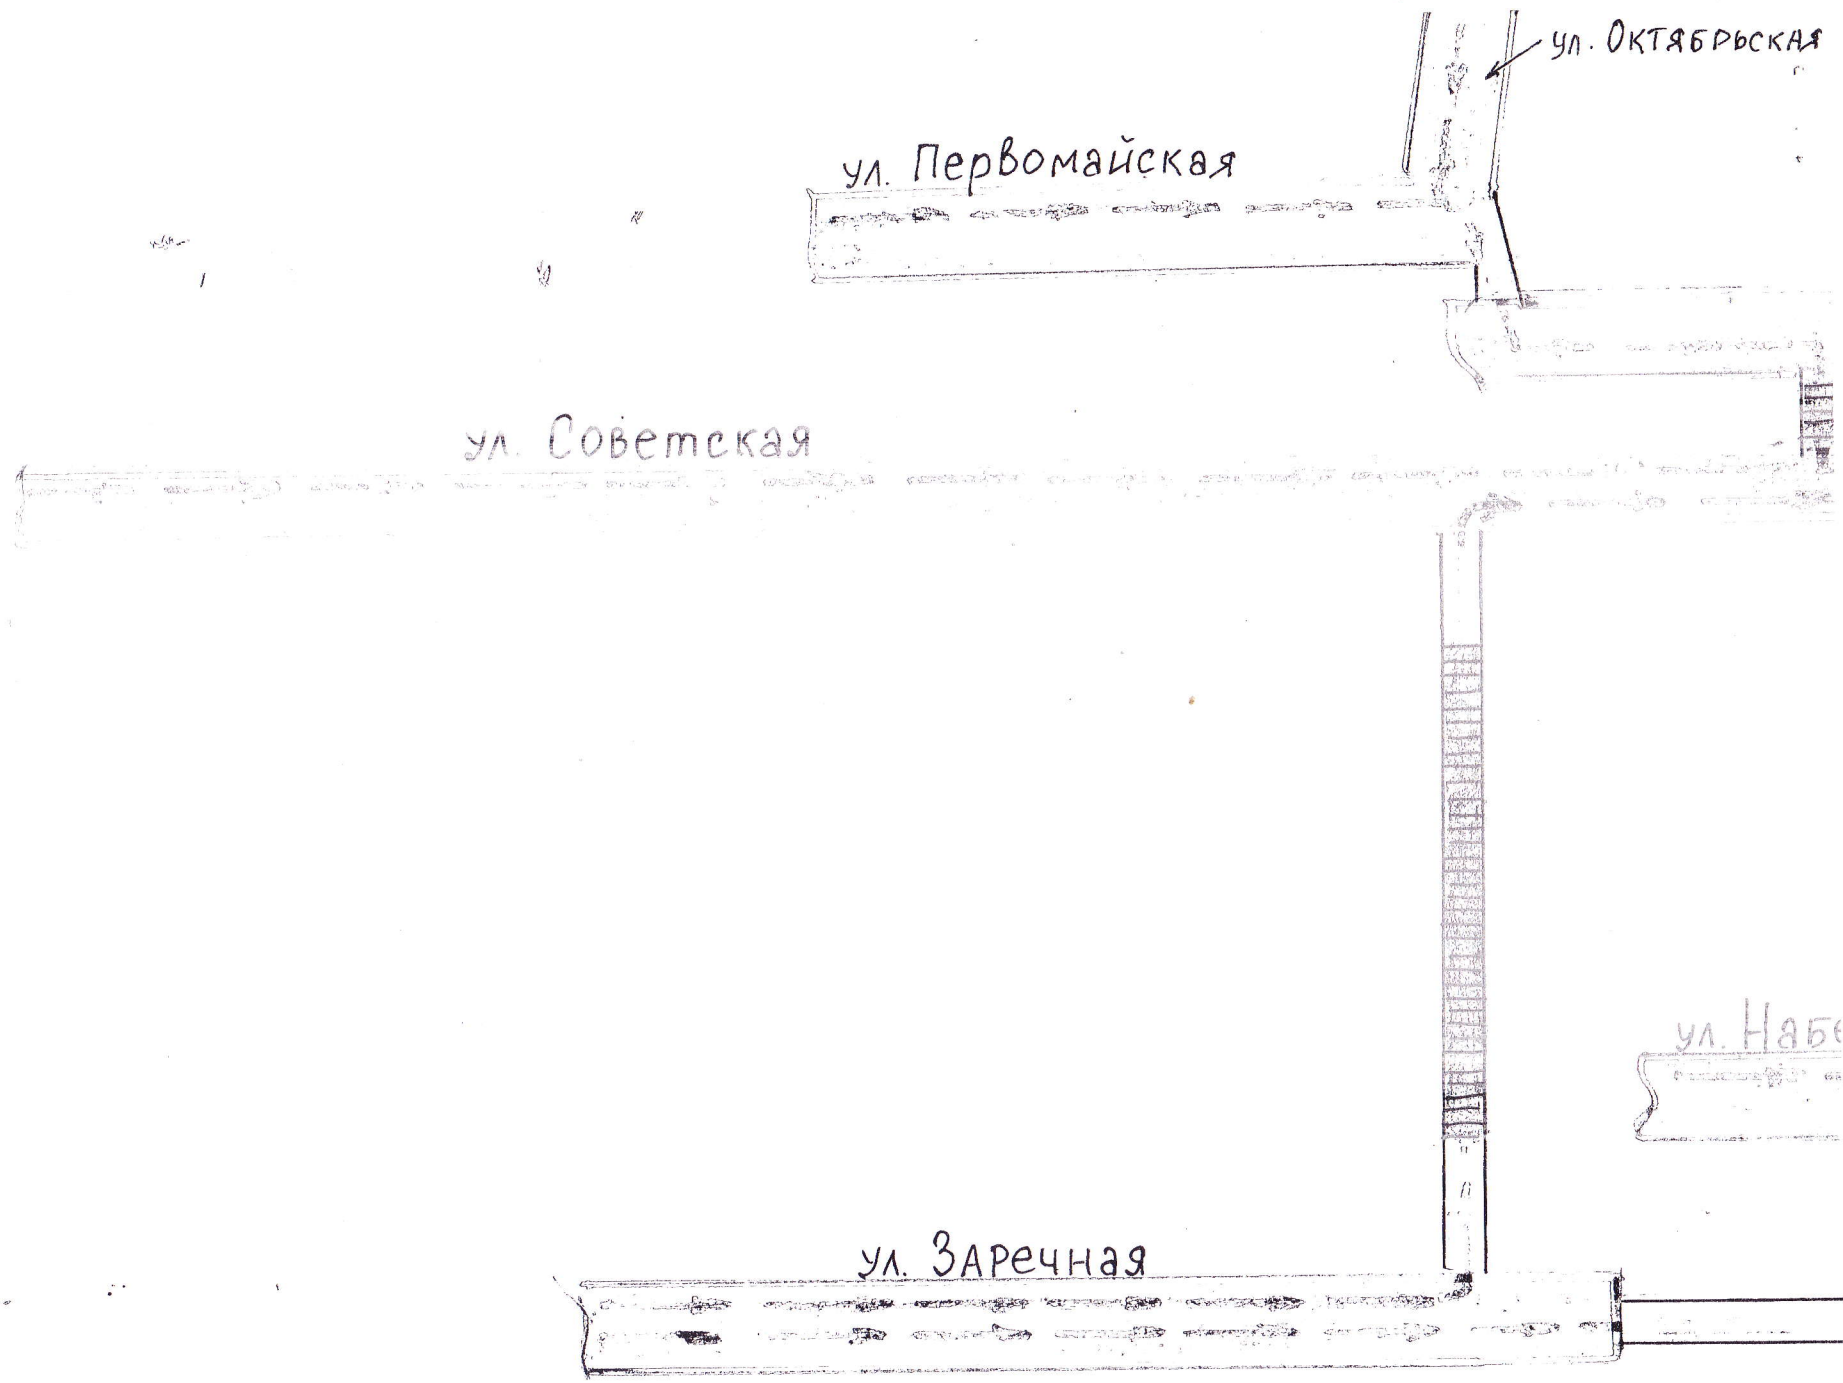 ул. Октябрьская
ул. Первомайская
ул. Советская
ул. Набе
ул. Заречная